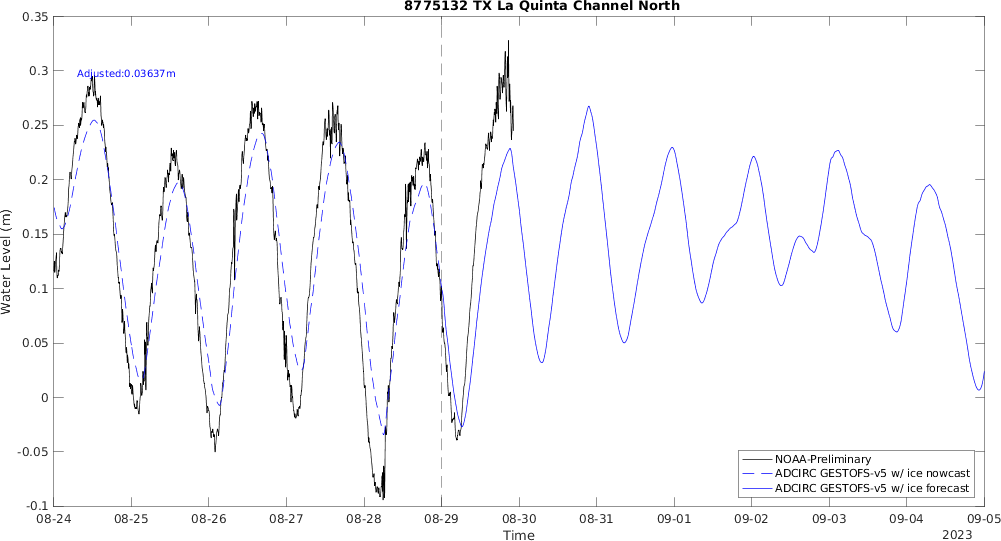 8775132 TX La Quinta Channel North
Adjusted:0.03637m
Water Level (m)
0.35
0.3
0.25
0.2
0.15
0.1
0.05
0
-0.05
-0.1
NOAA-Preliminary
ADCIRC GESTOFS-v5 w/ ice nowcast
ADCIRC GESTOFS-v5 w/ ice forecast
08-24 08-25 08-26 08-27 08-28 08-29 08-30 08-31 09-01 09-02 09-03 09-04 09-05
Time
2023